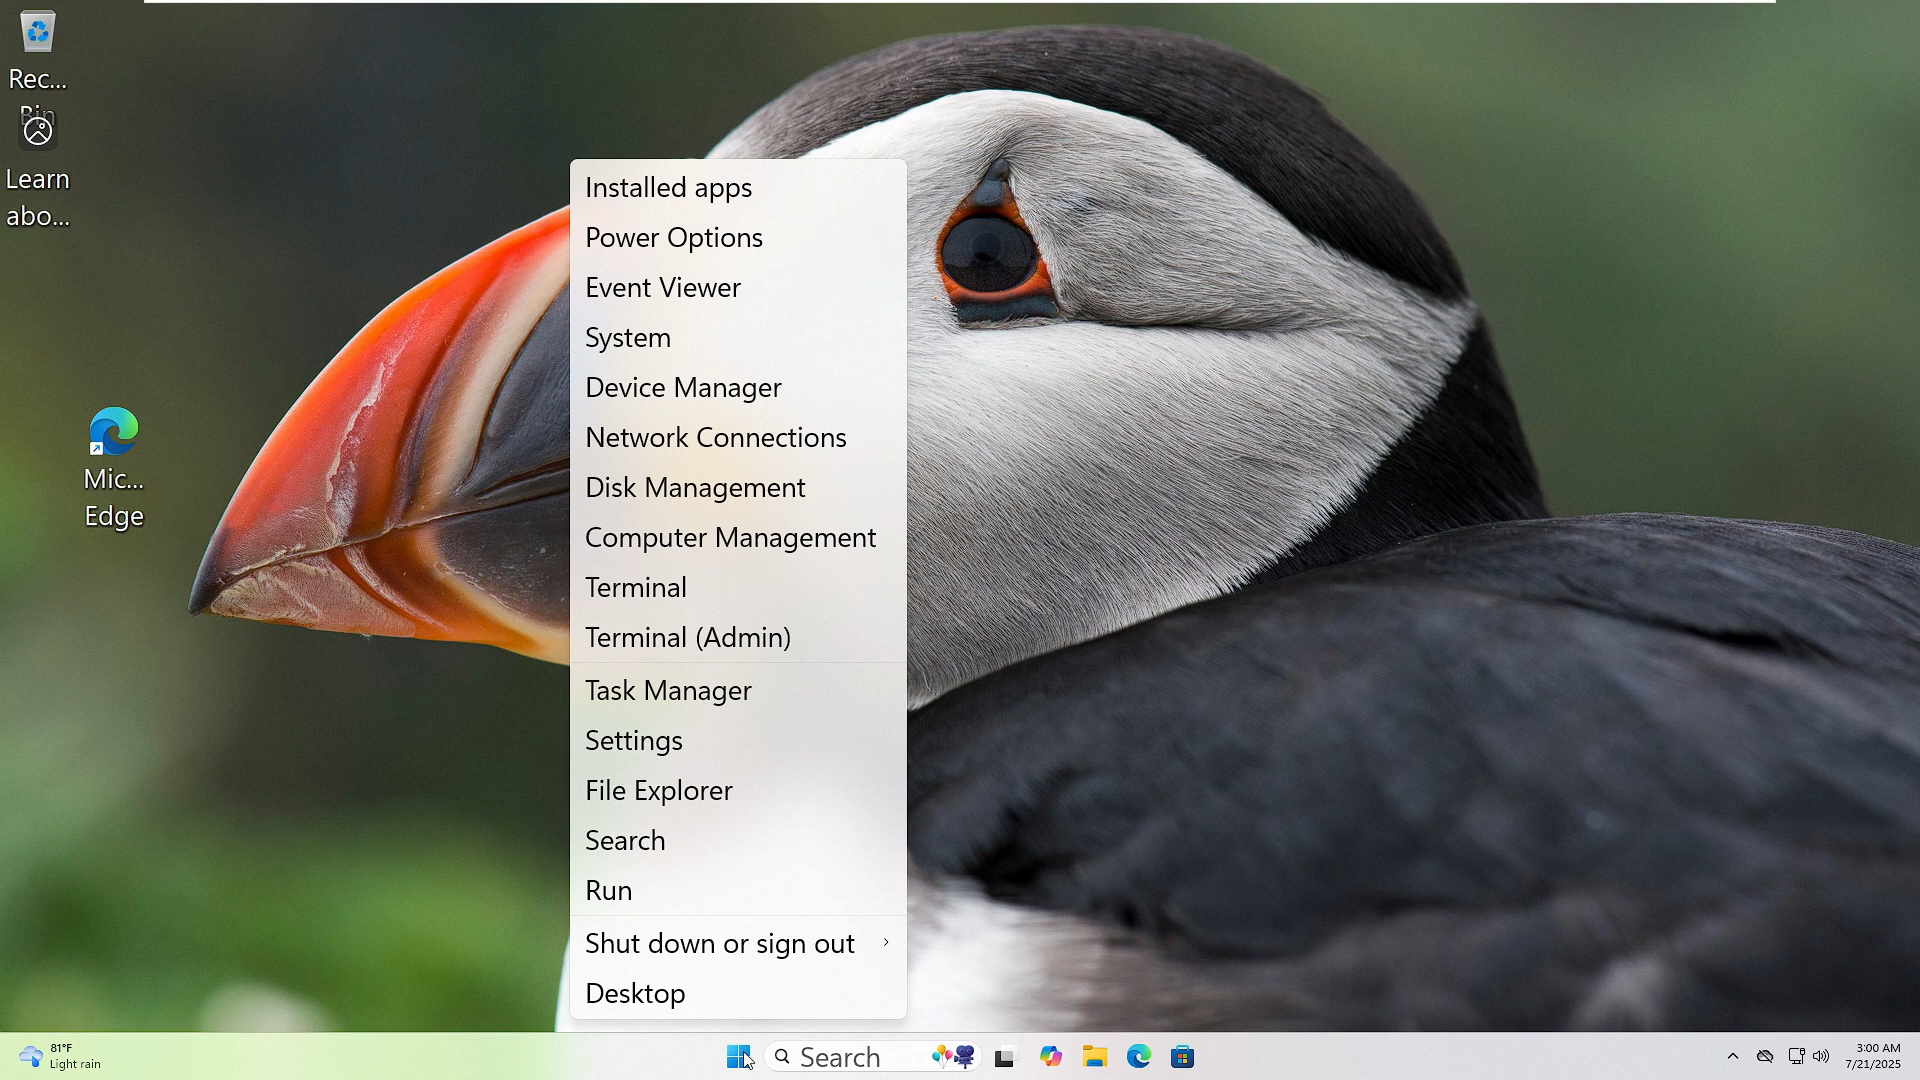 Rec...
Bin
Learn
abo...
Mic...
Edge
Installed apps
Power Options
Event Viewer
System
Device Manager
Network Connections
Disk Management
Computer Management
Terminal
Terminal (Admin)
Task Manager
Settings
File Explorer
Search
Run
Shut down or sign out
Desktop
81°F
Light rain
Search
3:00 AM
7/21/2025